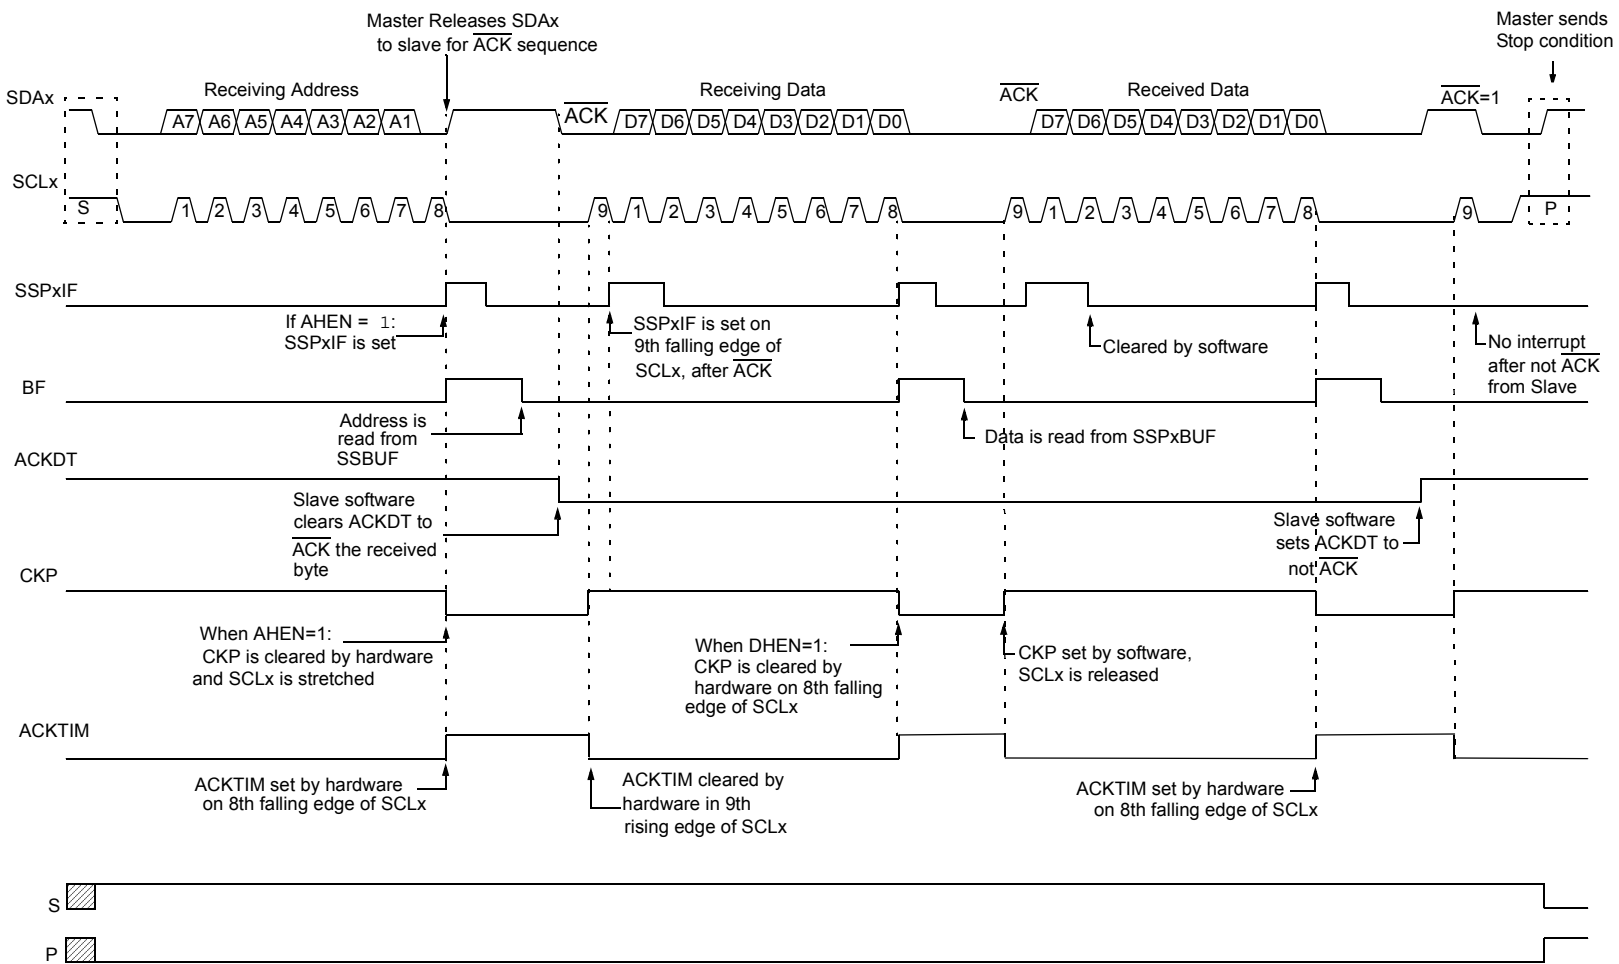 Master Releases SDAx
to slave for ACK sequence
Master sends
Stop condition
SDAx
Receiving Address
A7 A6 A5 A4 A3 A2 A1
ACK
Receiving Data
D7 D6 D5 D4 D3 D2 D1 D0
ACK
Received Data
D7 D6 D5 D4 D3 D2 D1 D0
ACK=1
SCLx
S
1 2 3 4 5 6 7 8
9 1 2 3 4 5 6 7 8
9 1 2 3 4 5 6 7 8
9
P
SSPxIF
If AHEN = 1:
SSPxIF is set
SSPxIF is set on
9th falling edge of
SCLx, after ACK
Cleared by software
No interrupt
after not ACK
from Slave
BF
Address is
read from
SSBUF
Data is read from SSPxBUF
ACKDT
Slave software
clears ACKDT to
ACK the received
byte
Slave software
sets ACKDT to
not ACK
CKP
When AHEN=1:
CKP is cleared by hardware
and SCLx is stretched
When DHEN=1:
CKP is cleared by
hardware on 8th falling
edge of SCLx
CKP set by software,
SCLx is released
ACKTIM
ACKTIM set by hardware
on 8th falling edge of SCLx
ACKTIM cleared by
hardware in 9th
rising edge of SCLx
ACKTIM set by hardware
on 8th falling edge of SCLx
S
P